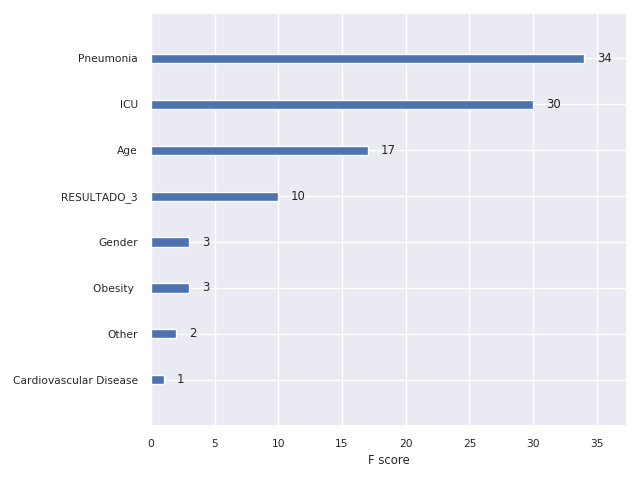 Pneumonia 34
ICU 30
Age 17
RESULTADO_3 10
Gender 3
Obesity 3
Other 2
Cardiovascular Disease 1
0 5 10 15 20 25 30 35
F score